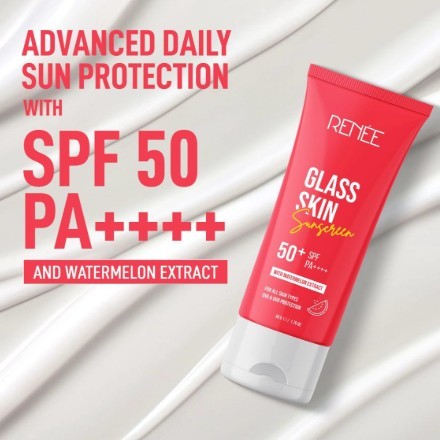 ADVANCED DAILY
SUN PROTECTION
WITH
SPF 50
PA++++
AND WATERMELON EXTRACT
RENÉE
GLASS
SKIN
Sunscreen
50+ SPF
PA++++
WITH WATERMELON EXTRACT
FOR ALL SKIN TYPES
UVA & UVB PROTECTION